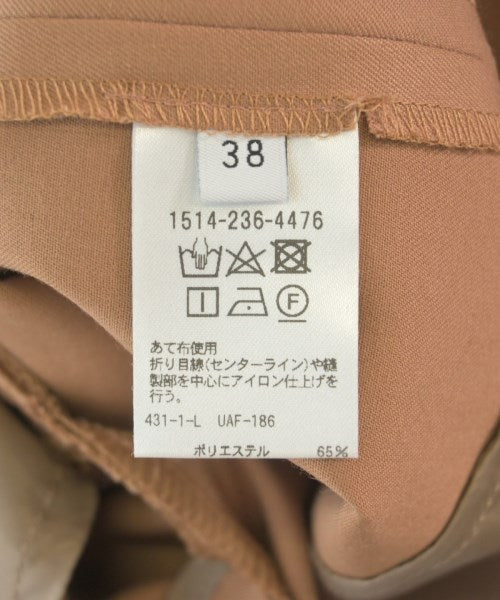 38
1514-236-4476
F
あて布使用
折り目線(センターライン)や縫
製部を中心にアイロン仕上げを
行う。
431-1-L UAF-186
ポリエステル 65%